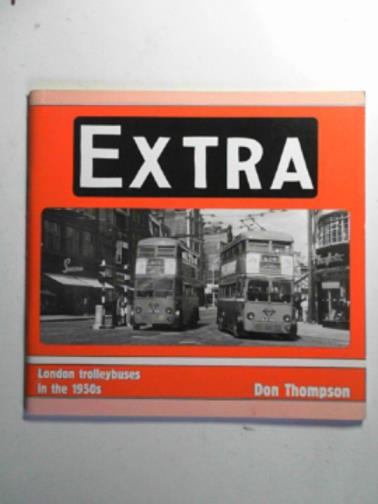 EXTRA
London trolleybuses
in the 1950s
Don Thompson